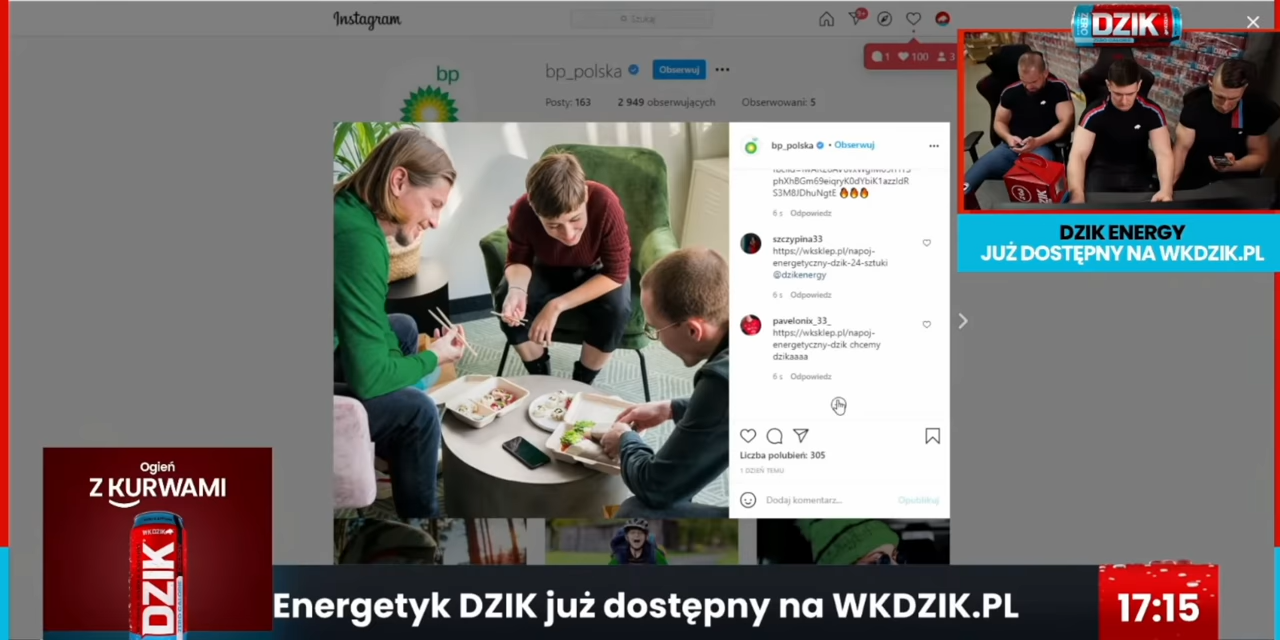 Instagram
Szukaj
9+
1 100 3
bp
bp_polska Obserwuj
Posty: 163 2 949 obserwujących Obserwowani: 5
bp_polska • Obserwuj
S3M8JDhuNgtE 🔥🔥🔥
6 s Odpowiedz
szczypina33
https://wksklep.pl/napoj-
energetyczny-dzik-24-sztuki
@dzikenergy
6 s Odpowiedz
pavelonix_33_
https://wksklep.pl/napoj-
energetyczny-dzik chcemy
dzikaaaa
6 s Odpowiedz
Liczba polubień: 305
1 DZIEŃ TEMU
Dodaj komentarz... Opublikuj
ZERO DZIK
DZIK ENERGY
JUŻ DOSTĘPNY NA WKDZIK.PL
Ogień
Z KURWAMI
WKDZIK
DZIK
Energetyk DZIK już dostępny na WKDZIK.PL
17:15